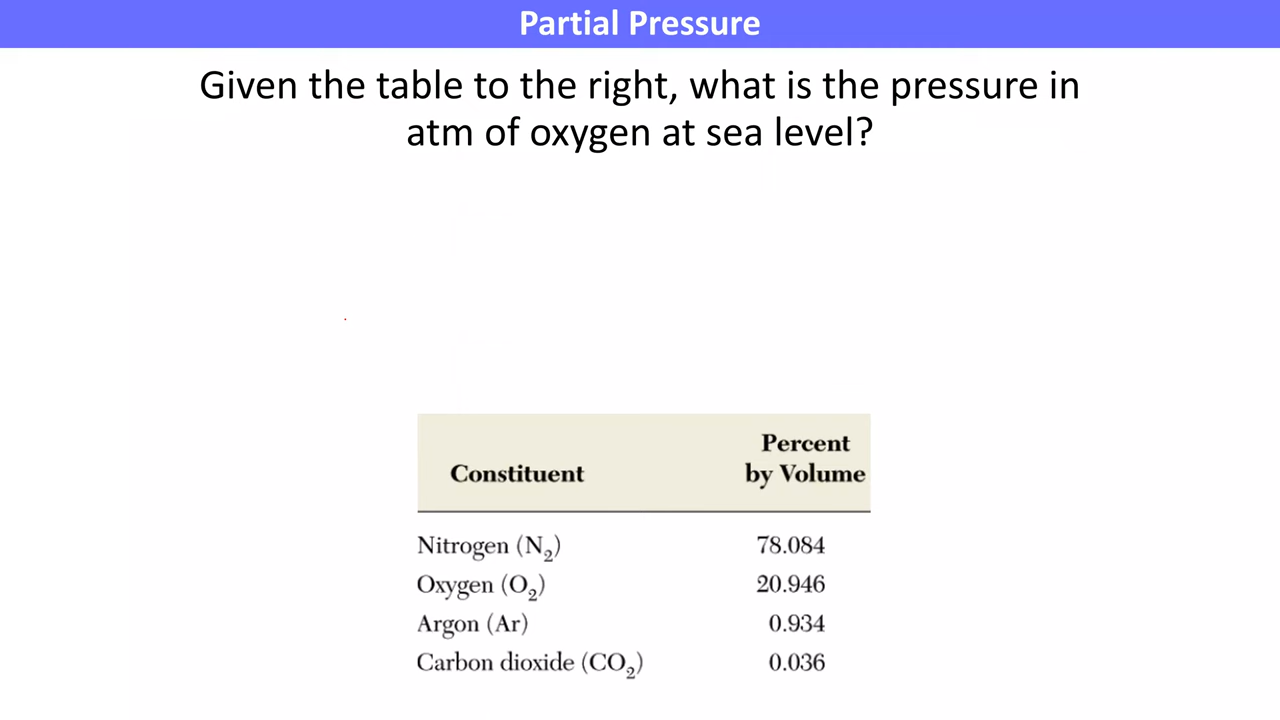 Partial Pressure
Given the table to the right, what is the pressure in
atm of oxygen at sea level?
Constituent Percent by Volume
Nitrogen (N₂) 78.084
Oxygen (O₂) 20.946
Argon (Ar) 0.934
Carbon dioxide (CO₂) 0.036